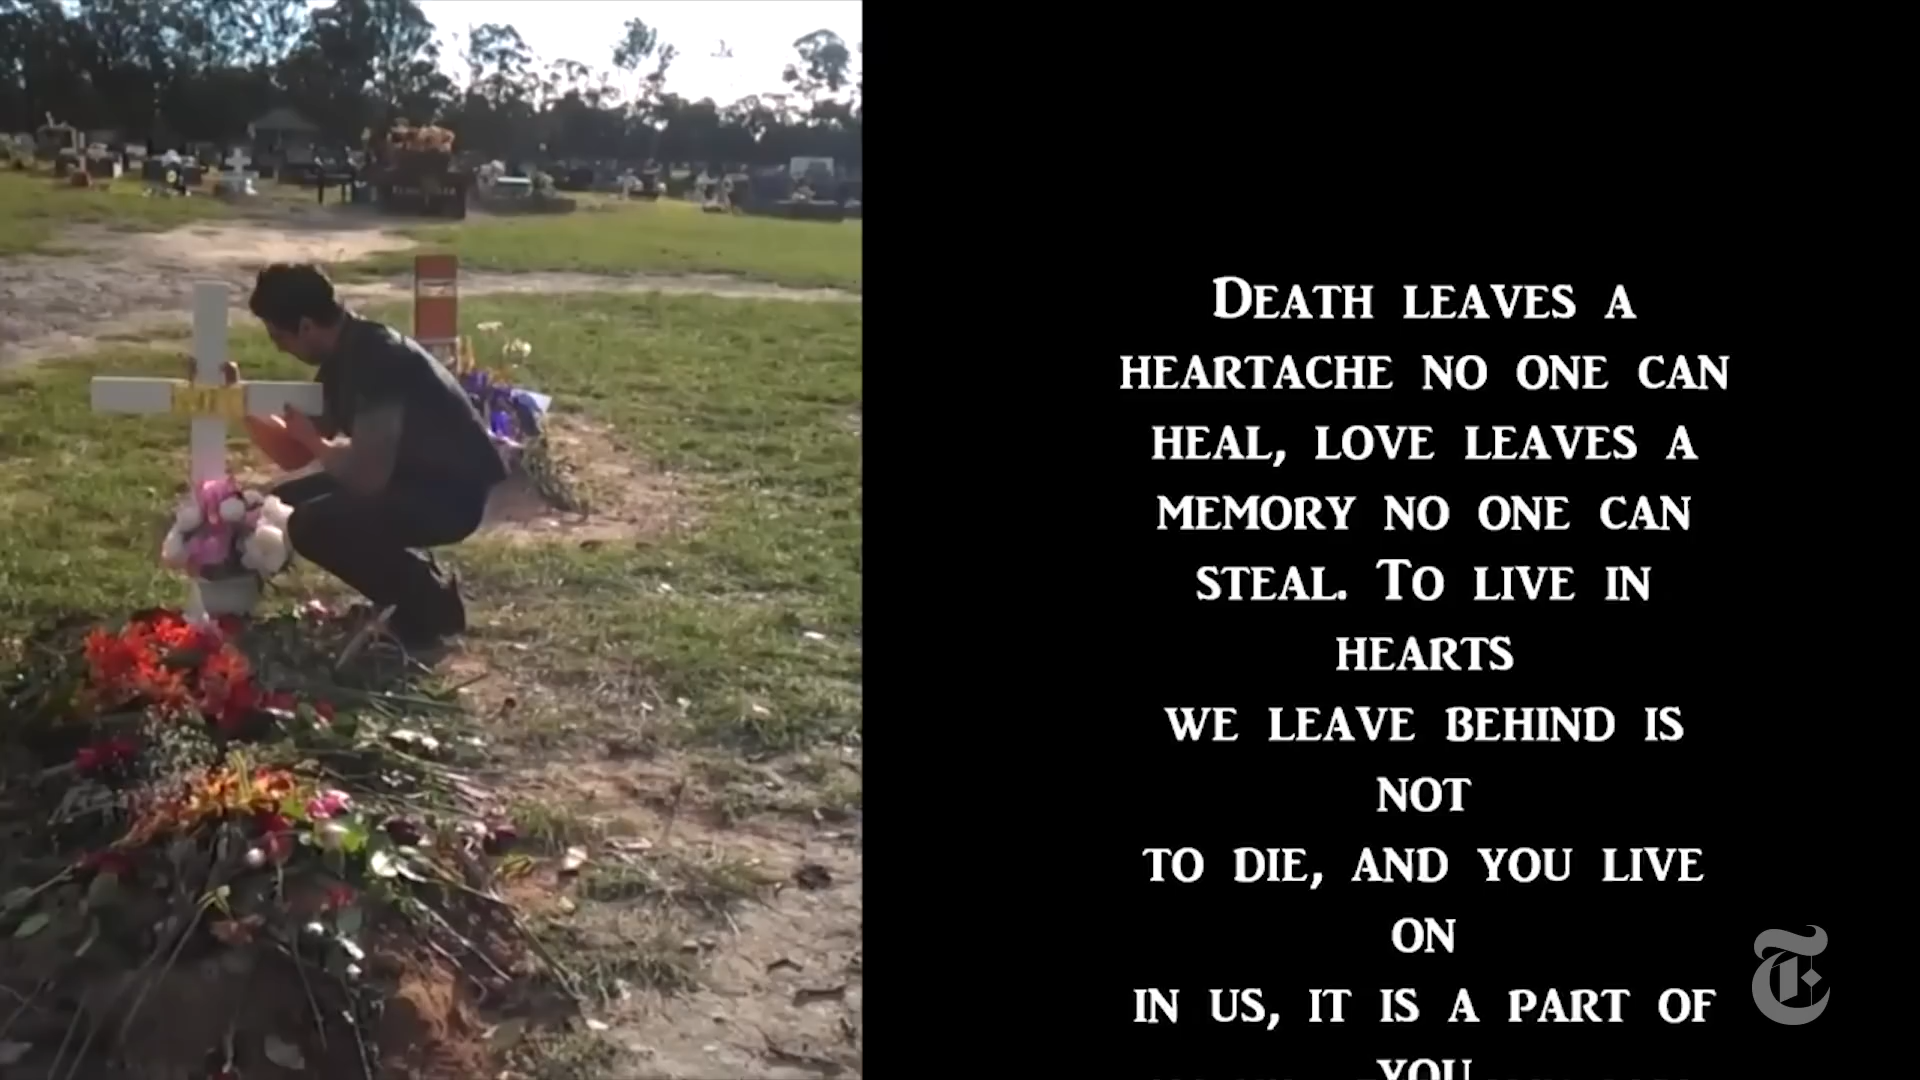 Death leaves a
heartache no one can
heal, love leaves a
memory no one can
steal. To live in
hearts
we leave behind is
not
to die, and you live
on
in us, it is a part of
you